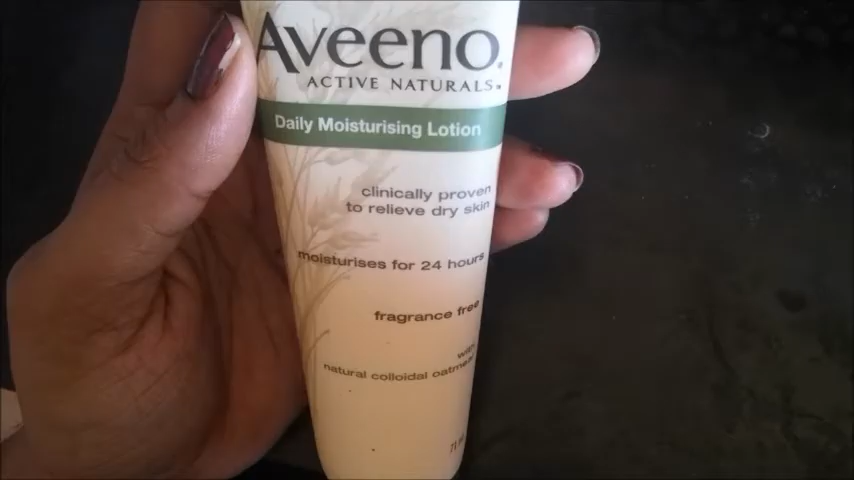 Aveeno.
ACTIVE NATURALS.
Daily Moisturising Lotion
clinically proven
to relieve dry skin
moisturises for 24 hours
fragrance free
with
natural colloidal oatmeal